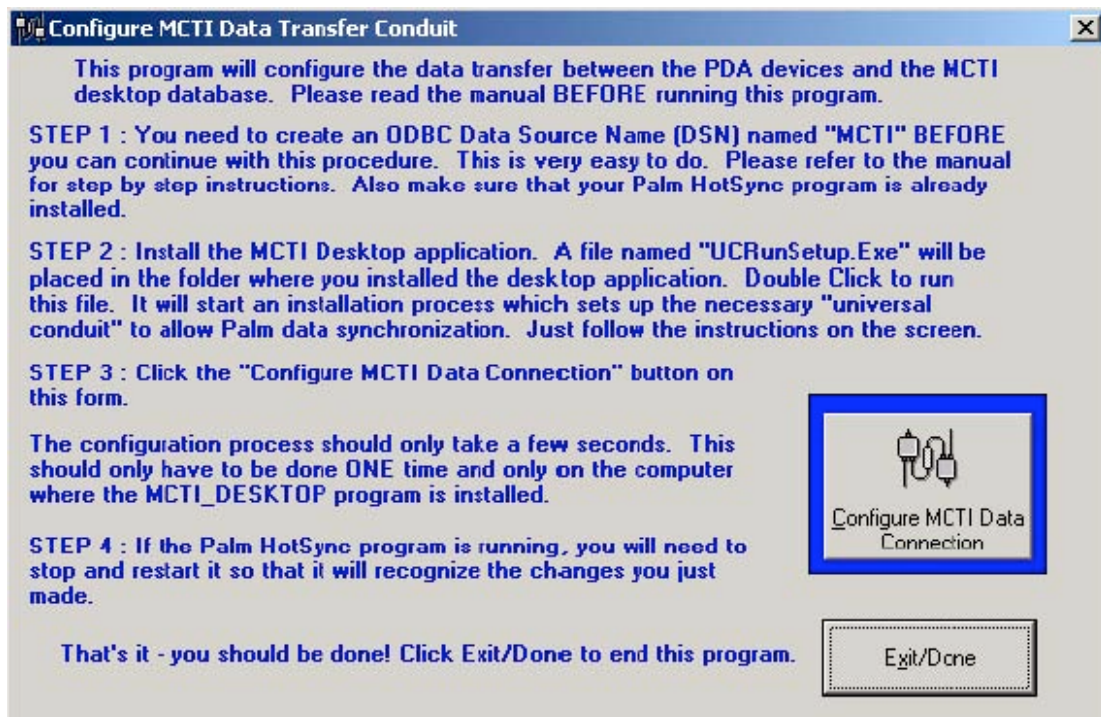 Configure MCTI Data Transfer Conduit
This program will configure the data transfer between the PDA devices and the MCTI
desktop database. Please read the manual BEFORE running this program.
STEP 1 : You need to create an ODBC Data Source Name (DSN) named "MCTI" BEFORE
you can continue with this procedure. This is very easy to do. Please refer to the manual
for step by step instructions. Also make sure that your Palm HotSync program is already
installed.
STEP 2 : Install the MCTI Desktop application. A file named "UCRunSetup.Exe" will be
placed in the folder where you installed the desktop application. Double Click to run
this file. It will start an installation process which sets up the necessary "universal
conduit" to allow Palm data synchronization. Just follow the instructions on the screen.
STEP 3 : Click the "Configure MCTI Data Connection" button on
this form.
The configuration process should only take a few seconds. This
should only have to be done ONE time and only on the computer
where the MCTI_DESKTOP program is installed.
Configure MCTI Data
Connection
STEP 4 : If the Palm HotSync program is running, you will need to
stop and restart it so that it will recognize the changes you just
made.
That's it - you should be done! Click Exit/Done to end this program.
Exit/Done